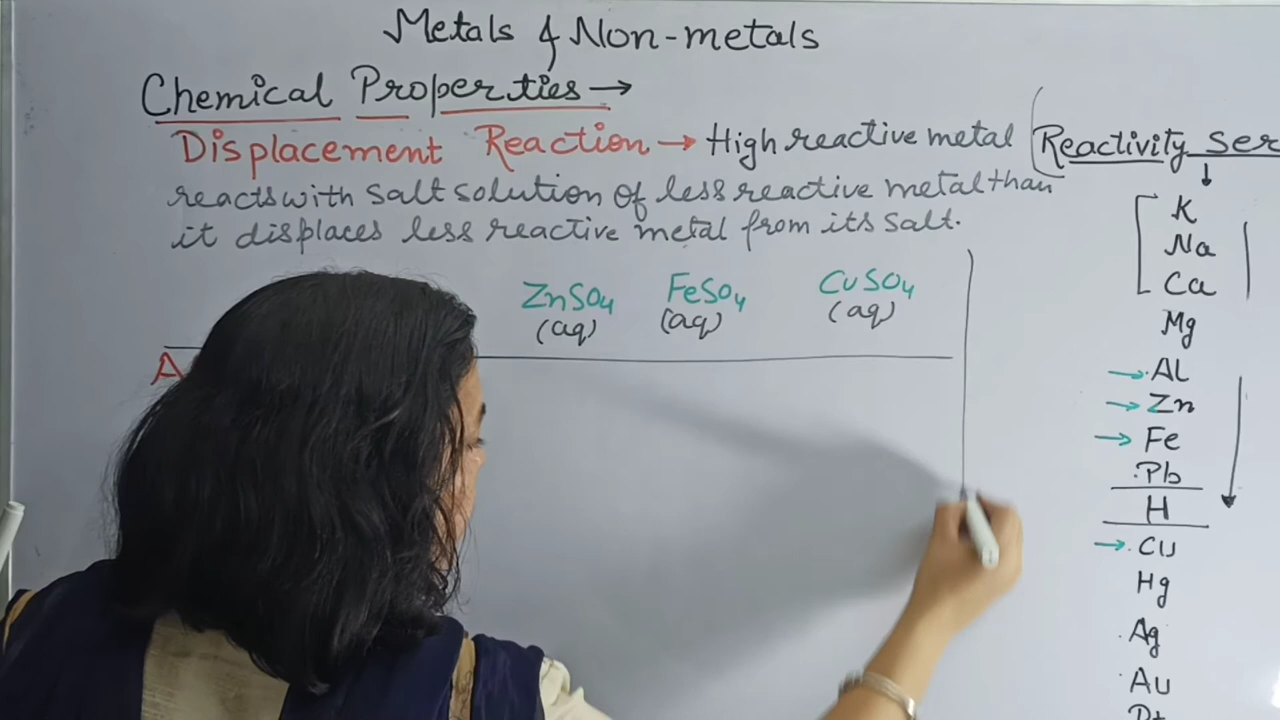 Metals & Non-metals
Chemical Properties →
Displacement Reaction → High reactive metal
reacts with salt solution of less reactive metal than
it displaces less reactive metal from its salt.
ZnSO4 FeSO4 CuSO4
(aq) (aq) (aq)
A
Reactivity Ser
↓
K
Na
Ca
Mg
→ Al
→ Zn
→ Fe
Pb
H
→ Cu
Hg
Ag
Au
Pt